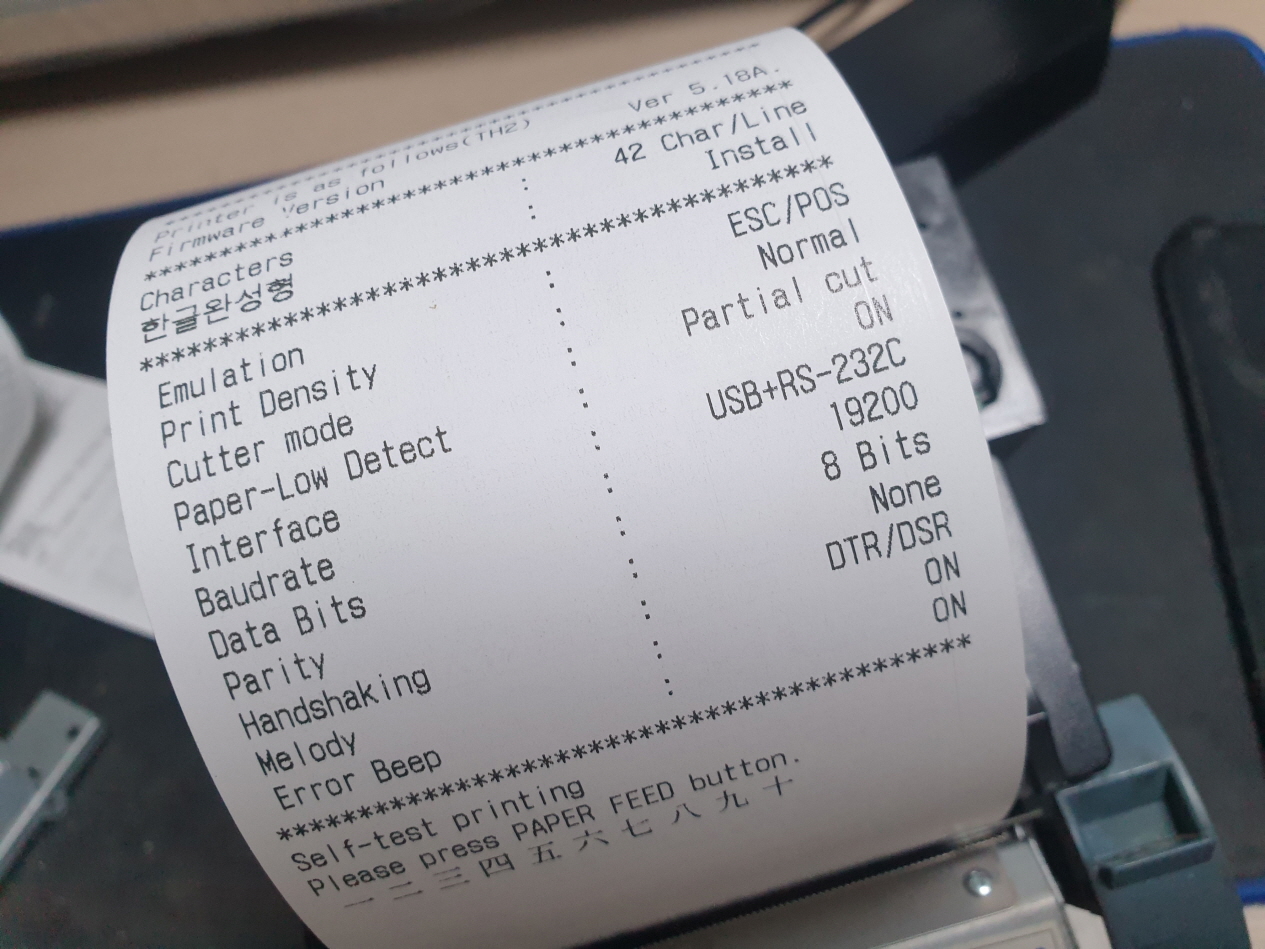 ****************************************
Printer is as follows(TH2)
Firmware Version Ver 5.18A.
******************************************
Characters : 42 Char/Line
한글완성형 : Install
******************************************
Emulation : ESC/POS
Print Density : Normal
Cutter mode : Partial cut
Paper-Low Detect : ON
Interface : USB+RS-232C
Baudrate : 19200
Data Bits : 8 Bits
Parity : None
Handshaking : DTR/DSR
Melody : ON
Error Beep : ON
******************************************
Self-test printing
Please press PAPER FEED button.
一 二 三 四 五 六 七 八 九 十